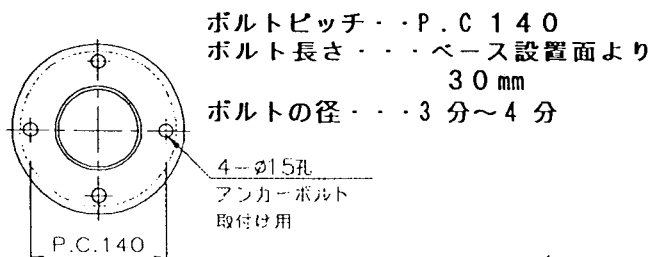 ボルトピッチ・・P.C 140
ボルト長さ・・・ベース設置面より
30mm
ボルトの径・・・3分～4分
4-ø15孔
アンカーボルト
取付け用
P.C.140